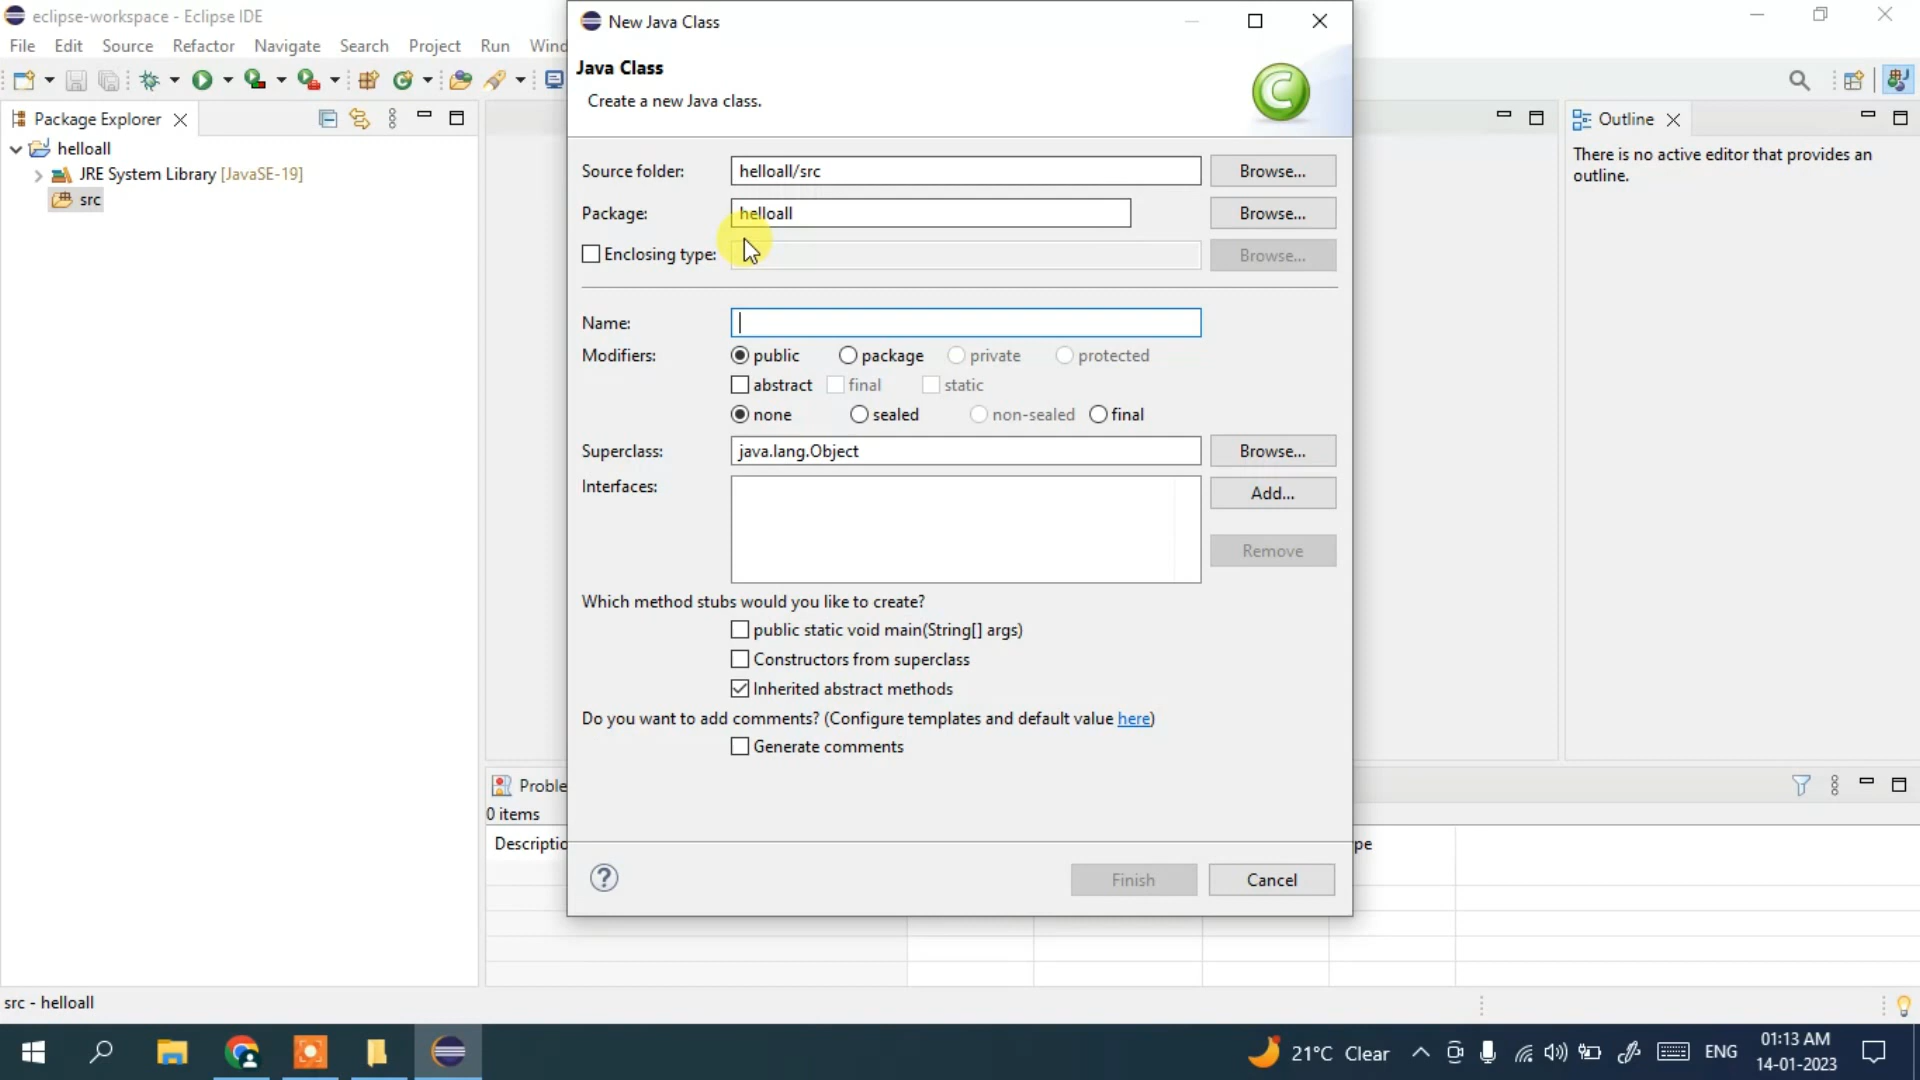 eclipse-workspace - Eclipse IDE
File Edit Source Refactor Navigate Search Project Run Wind
Package Explorer
helloall
JRE System Library [JavaSE-19]
src
New Java Class
Java Class
Create a new Java class.
Source folder: helloall/src Browse...
Package: helloall Browse...
Enclosing type: Browse...
Name:
Modifiers: public package private protected
abstract final static
none sealed non-sealed final
Superclass: java.lang.Object Browse...
Interfaces: Add...
Remove
Which method stubs would you like to create?
public static void main(String[] args)
Constructors from superclass
Inherited abstract methods
Do you want to add comments? (Configure templates and default value here)
Generate comments
Finish Cancel
Outline
There is no active editor that provides an
outline.
Proble
0 items
Descriptio pe
src - helloall
21°C Clear ENG 01:13 AM
14-01-2023